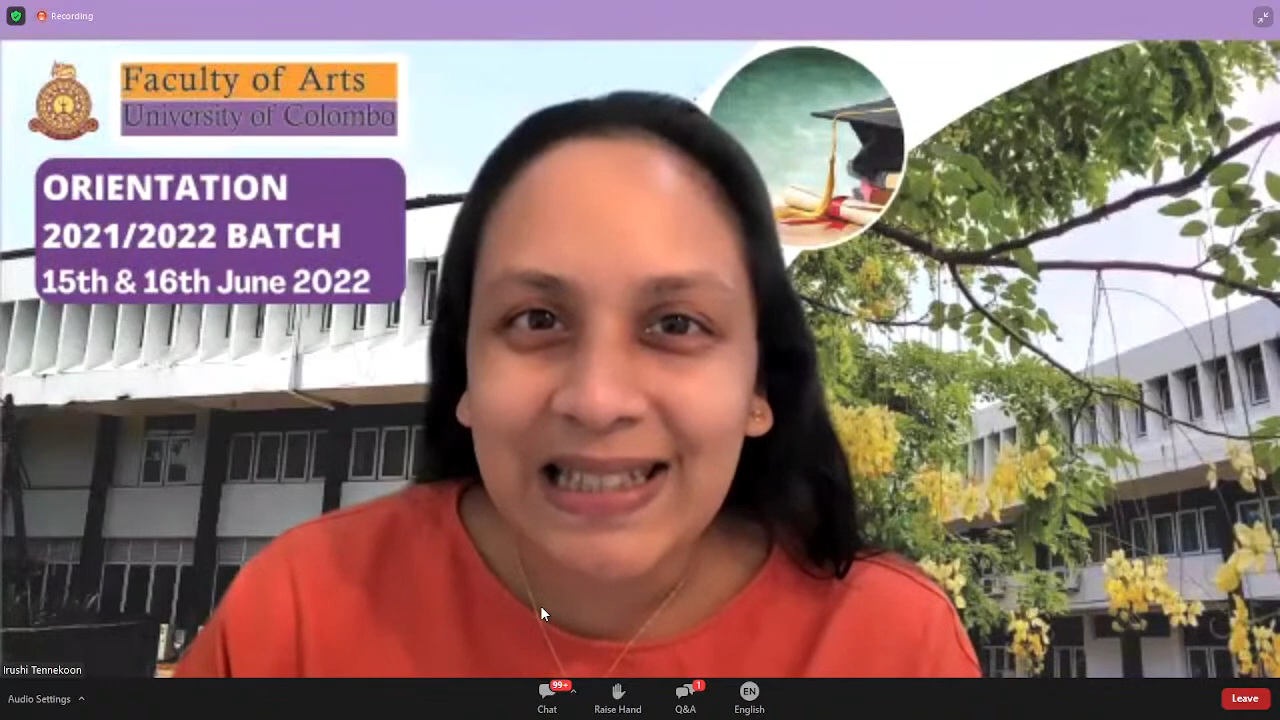 Recording
Faculty of Arts
University of Colombo
ORIENTATION
2021/2022 BATCH
15th & 16th June 2022
Irushi Tennekoon
Audio Settings
99+
Chat
Raise Hand
1
Q&A
EN
English
Leave